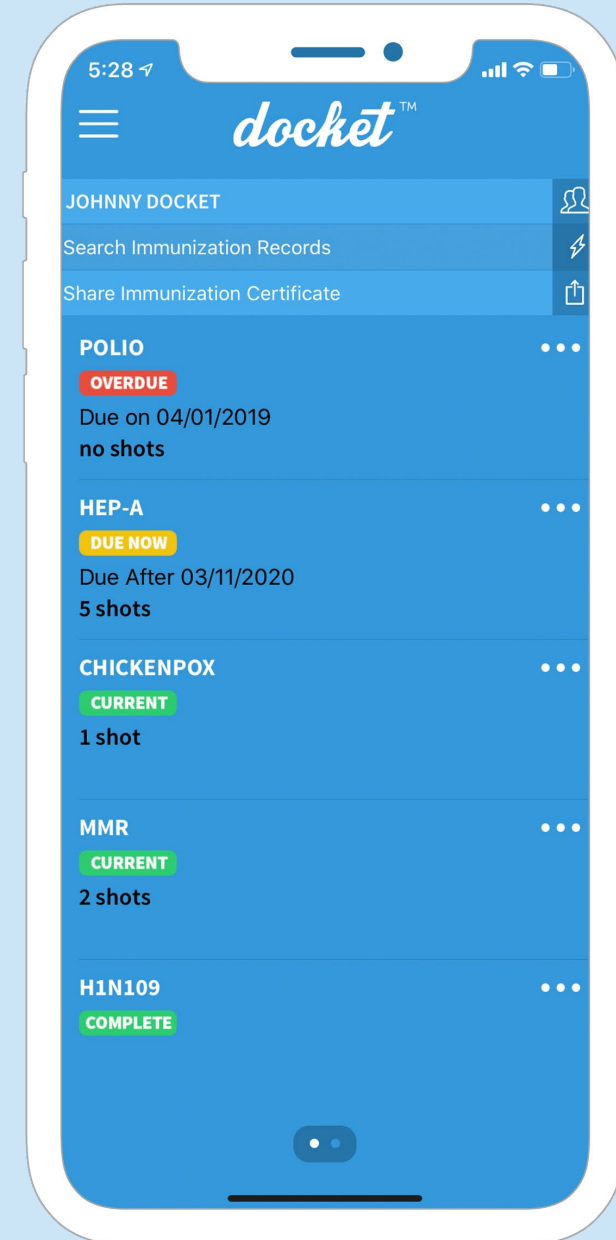 5:28
docket™
JOHNNY DOCKET
Search Immunization Records
Share Immunization Certificate
POLIO
OVERDUE
Due on 04/01/2019
no shots
HEP-A
DUE NOW
Due After 03/11/2020
5 shots
CHICKENPOX
CURRENT
1 shot
MMR
CURRENT
2 shots
H1N109
COMPLETE